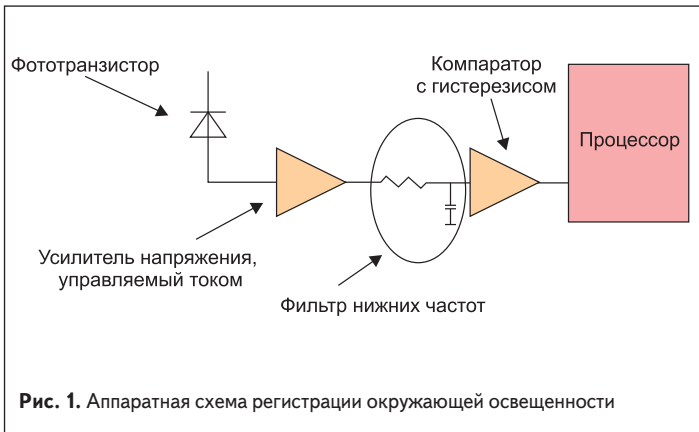 Фототранзистор
Компаратор
с гистерезисом
Процессор
Усилитель напряжения,
управляемый током
Фильтр нижних частот
Рис. 1. Аппаратная схема регистрации окружающей освещенности